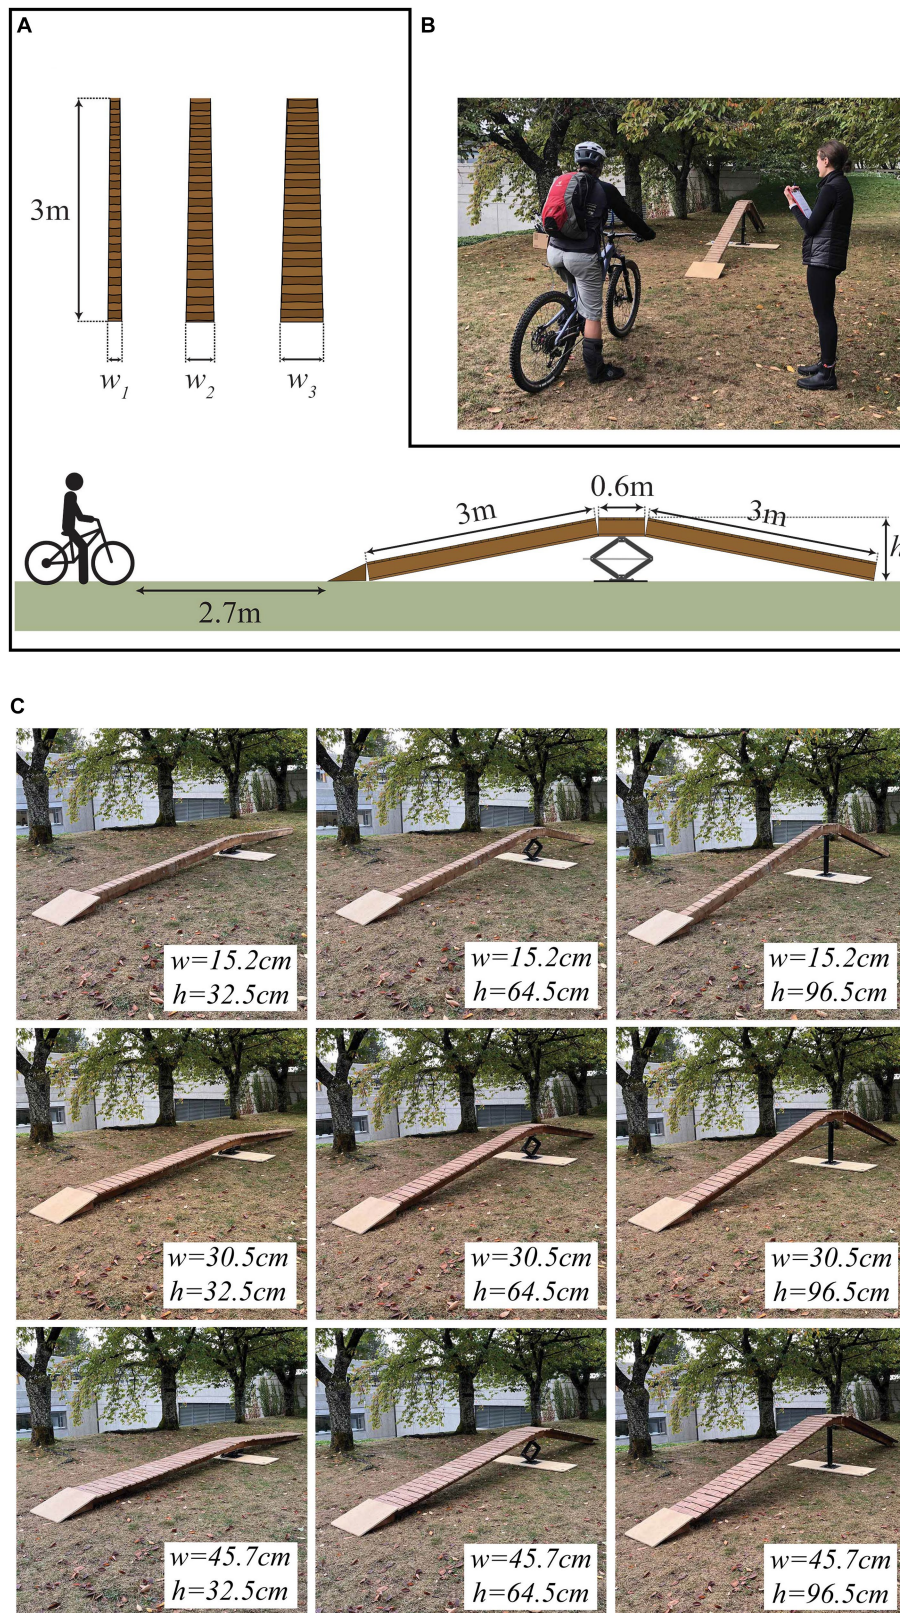 A
B
3m
w1
w2
w3
0.6m
3m
3m
h
2.7m
C
w=15.2cm
h=32.5cm
w=15.2cm
h=64.5cm
w=15.2cm
h=96.5cm
w=30.5cm
h=32.5cm
w=30.5cm
h=64.5cm
w=30.5cm
h=96.5cm
w=45.7cm
h=32.5cm
w=45.7cm
h=64.5cm
w=45.7cm
h=96.5cm